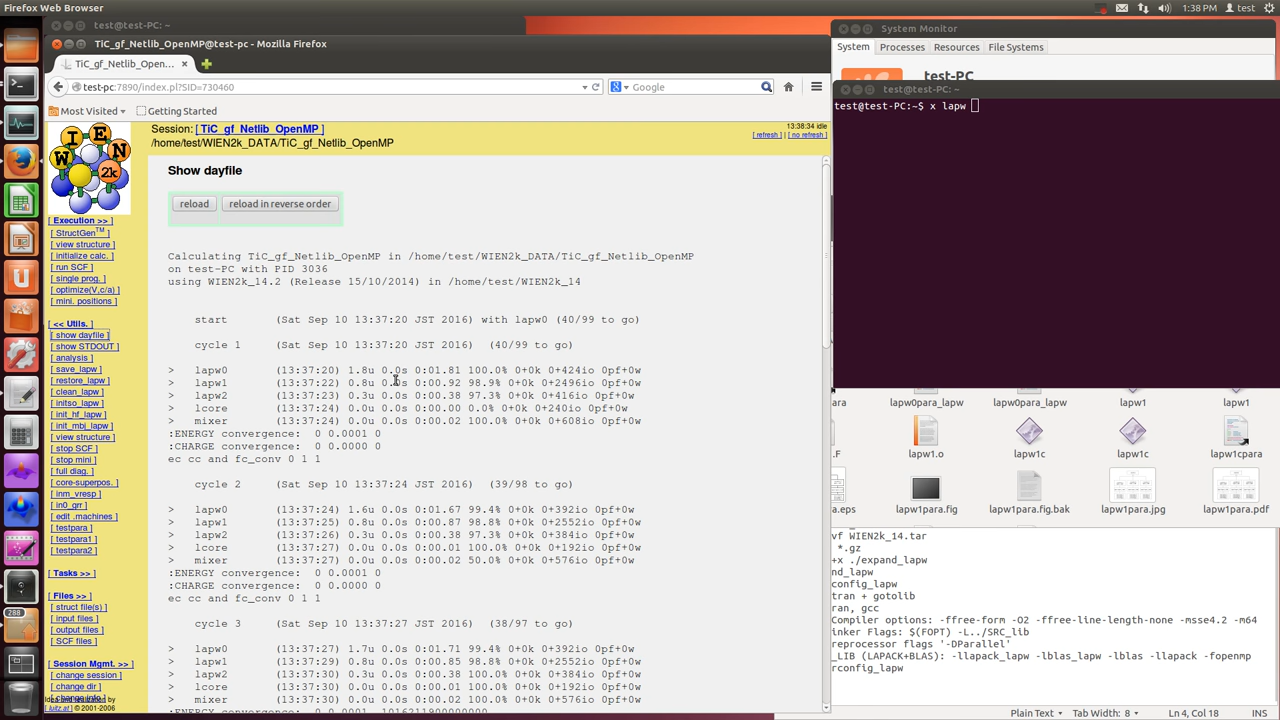 Firefox Web Browser
1:38 PM
test
test@test-PC: ~
TiC_gf_Netlib_OpenMP@test-pc - Mozilla Firefox
TiC_gf_Netlib_Open...
test-pc:7890/index.pl?SID=730460
Google
Most Visited
Getting Started
WIEN
2k
Session: [ TiC_gf_Netlib_OpenMP ]
/home/test/WIEN2k_DATA/TiC_gf_Netlib_OpenMP
13:38:34 idle
[ refresh ] [ no refresh ]
[ Execution >> ]
[ StructGen™ ]
[ view structure ]
[ initialize calc. ]
[ run SCF ]
[ single prog. ]
[ optimize(V,c/a) ]
[ mini. positions ]
[ << Utils. ]
[ show dayfile ]
[ show STDOUT ]
[ analysis ]
[ save_lapw ]
[ restore_lapw ]
[ clean_lapw ]
[ initso_lapw ]
[ init_hf_lapw ]
[ init_mbj_lapw ]
[ view structure ]
[ stop SCF ]
[ stop mini ]
[ full diag. ]
[ core-superpos. ]
[ inm_vresp ]
[ in0_grr ]
[ edit .machines ]
[ testpara ]
[ testpara1 ]
[ testpara2 ]
[ Tasks >> ]
[ Files >> ]
[ struct file(s) ]
[ input files ]
[ output files ]
[ SCF files ]
[ Session Mgmt. >> ]
[ change session ]
[ change dir ]
[ change info ]
[ luitz.at ] © 2001-2006
288
Show dayfile
reload
reload in reverse order
Calculating TiC_gf_Netlib_OpenMP in /home/test/WIEN2k_DATA/TiC_gf_Netlib_OpenMP
on test-PC with PID 3036
using WIEN2k_14.2 (Release 15/10/2014) in /home/test/WIEN2k_14
start (Sat Sep 10 13:37:20 JST 2016) with lapw0 (40/99 to go)
cycle 1 (Sat Sep 10 13:37:20 JST 2016) (40/99 to go)
> lapw0 (13:37:20) 1.8u 0.0s 0:01.81 100.0% 0+0k 0+424io 0pf+0w
> lapw1 (13:37:22) 0.8u 0.0s 0:00.92 98.9% 0+0k 0+2496io 0pf+0w
> lapw2 (13:37:23) 0.3u 0.0s 0:00.38 97.3% 0+0k 0+416io 0pf+0w
> lcore (13:37:24) 0.0u 0.0s 0:00.00 0.0% 0+0k 0+240io 0pf+0w
> mixer (13:37:24) 0.0u 0.0s 0:00.02 100.0% 0+0k 0+608io 0pf+0w
:ENERGY convergence: 0 0.0001 0
:CHARGE convergence: 0 0.0000 0
ec cc and fc_conv 0 1 1
cycle 2 (Sat Sep 10 13:37:24 JST 2016) (39/98 to go)
> lapw0 (13:37:24) 1.6u 0.0s 0:01.67 99.4% 0+0k 0+392io 0pf+0w
> lapw1 (13:37:25) 0.8u 0.0s 0:00.87 98.8% 0+0k 0+2552io 0pf+0w
> lapw2 (13:37:26) 0.3u 0.0s 0:00.38 97.3% 0+0k 0+384io 0pf+0w
> lcore (13:37:27) 0.0u 0.0s 0:00.01 100.0% 0+0k 0+192io 0pf+0w
> mixer (13:37:27) 0.0u 0.0s 0:00.02 50.0% 0+0k 0+576io 0pf+0w
:ENERGY convergence: 0 0.0001 0
:CHARGE convergence: 0 0.0000 0
ec cc and fc_conv 0 1 1
cycle 3 (Sat Sep 10 13:37:27 JST 2016) (38/97 to go)
> lapw0 (13:37:27) 1.7u 0.0s 0:01.71 99.4% 0+0k 0+392io 0pf+0w
> lapw1 (13:37:29) 0.8u 0.0s 0:00.85 98.8% 0+0k 0+2552io 0pf+0w
> lapw2 (13:37:30) 0.3u 0.0s 0:00.38 100.0% 0+0k 0+384io 0pf+0w
> lcore (13:37:30) 0.0u 0.0s 0:00.01 100.0% 0+0k 0+192io 0pf+0w
> mixer (13:37:30) 0.0u 0.0s 0:00.02 100.0% 0+0k 0+576io 0pf+0w
System Monitor
System Processes Resources File Systems
test-PC
test@test-PC: ~
test@test-PC:~$ x lapw
ara lapw0para_lapw lapw0para_lapw lapw1 lapw1
.F lapw1.o lapw1c lapw1c lapw1cpara
ra.eps lapw1para.fig lapw1para.fig.bak lapw1para.jpg lapw1para.pdf
vf WIEN2k_14.tar
*.gz
+x ./expand_lapw
nd_lapw
config_lapw
tran + gotolib
ran, gcc
Compiler options: -ffree-form -O2 -ffree-line-length-none -msse4.2 -m64
inker Flags: $(FOPT) -L../SRC_lib
reprocessor flags '-DParallel'
_LIB (LAPACK+BLAS): -llapack_lapw -lblas_lapw -lblas -llapack -fopenmp
rconfig_lapw
Plain Text Tab Width: 8 Ln 4, Col 18 INS